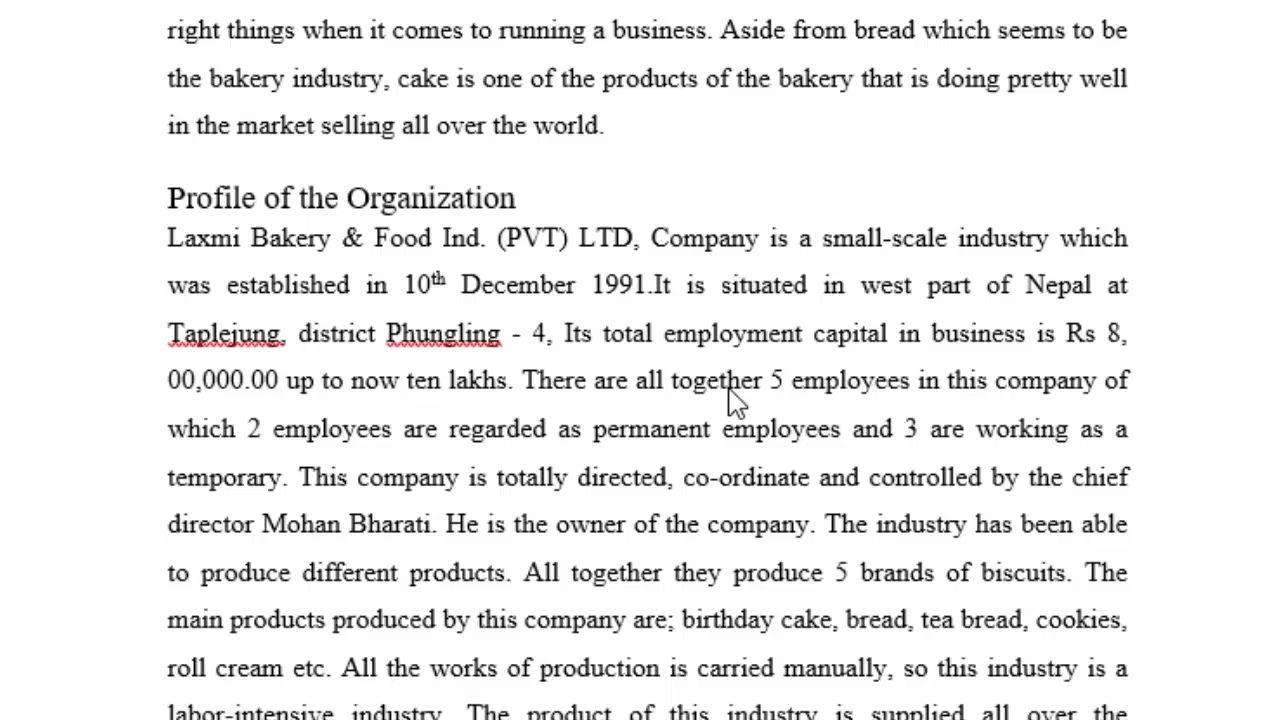 right things when it comes to running a business. Aside from bread which seems to be
the bakery industry, cake is one of the products of the bakery that is doing pretty well
in the market selling all over the world.
Profile of the Organization
Laxmi Bakery & Food Ind. (PVT) LTD, Company is a small-scale industry which
was established in 10th December 1991.It is situated in west part of Nepal at
Taplejung, district Phungling - 4, Its total employment capital in business is Rs 8,
00,000.00 up to now ten lakhs. There are all together 5 employees in this company of
which 2 employees are regarded as permanent employees and 3 are working as a
temporary. This company is totally directed, co-ordinate and controlled by the chief
director Mohan Bharati. He is the owner of the company. The industry has been able
to produce different products. All together they produce 5 brands of biscuits. The
main products produced by this company are; birthday cake, bread, tea bread, cookies,
roll cream etc. All the works of production is carried manually, so this industry is a
labor-intensive industry. The product of this industry is supplied all over the